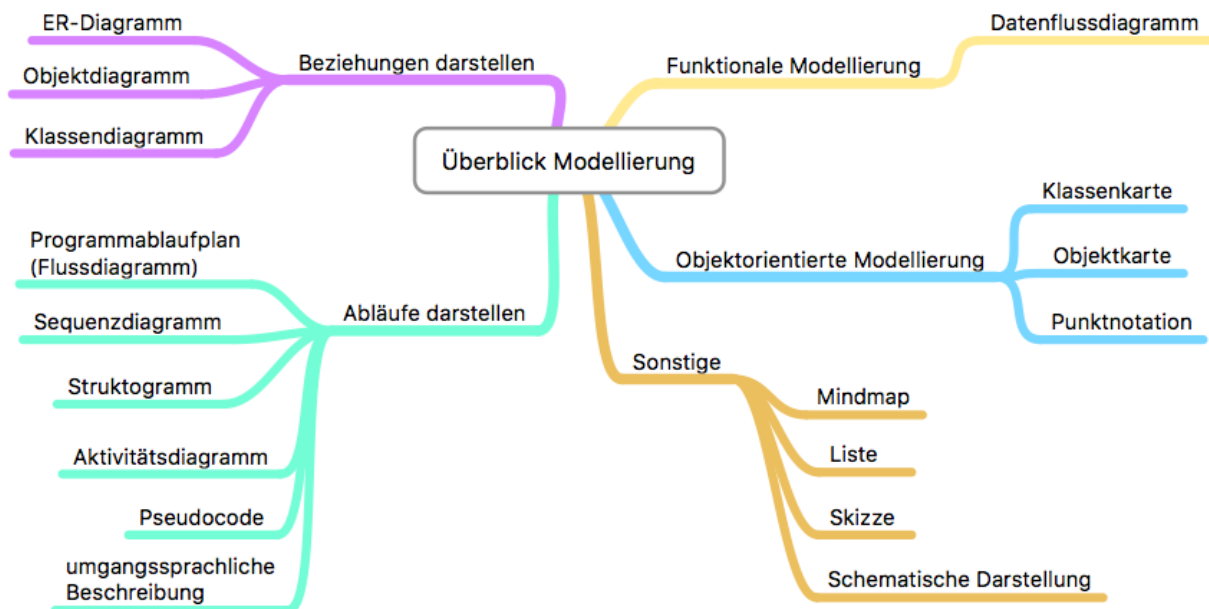 Überblick Modellierung
Beziehungen darstellen
ER-Diagramm
Objektdiagramm
Klassendiagramm
Abläufe darstellen
Programmablaufplan
(Flussdiagramm)
Sequenzdiagramm
Struktogramm
Aktivitätsdiagramm
Pseudocode
umgangssprachliche
Beschreibung
Funktionale Modellierung
Datenflussdiagramm
Objektorientierte Modellierung
Klassenkarte
Objektkarte
Punktnotation
Sonstige
Mindmap
Liste
Skizze
Schematische Darstellung